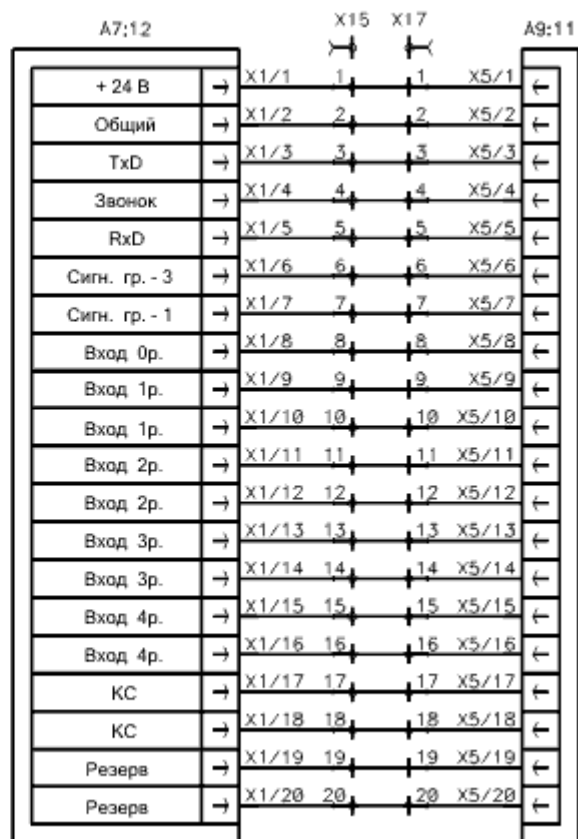 X15 X17
A7;12 A9;11
+ 24 В X1/1 1 1 X5/1
Общий X1/2 2 2 X5/2
TxD X1/3 3 3 X5/3
Звонок X1/4 4 4 X5/4
RxD X1/5 5 5 X5/5
Сигн. гр. - 3 X1/6 6 6 X5/6
Сигн. гр. - 1 X1/7 7 7 X5/7
Вход 0р. X1/8 8 8 X5/8
Вход 1р. X1/9 9 9 X5/9
Вход 1р. X1/10 10 10 X5/10
Вход 2р. X1/11 11 11 X5/11
Вход 2р. X1/12 12 12 X5/12
Вход 3р. X1/13 13 13 X5/13
Вход 3р. X1/14 14 14 X5/14
Вход 4р. X1/15 15 15 X5/15
Вход 4р. X1/16 16 16 X5/16
КС X1/17 17 17 X5/17
КС X1/18 18 18 X5/18
Резерв X1/19 19 19 X5/19
Резерв X1/20 20 20 X5/20